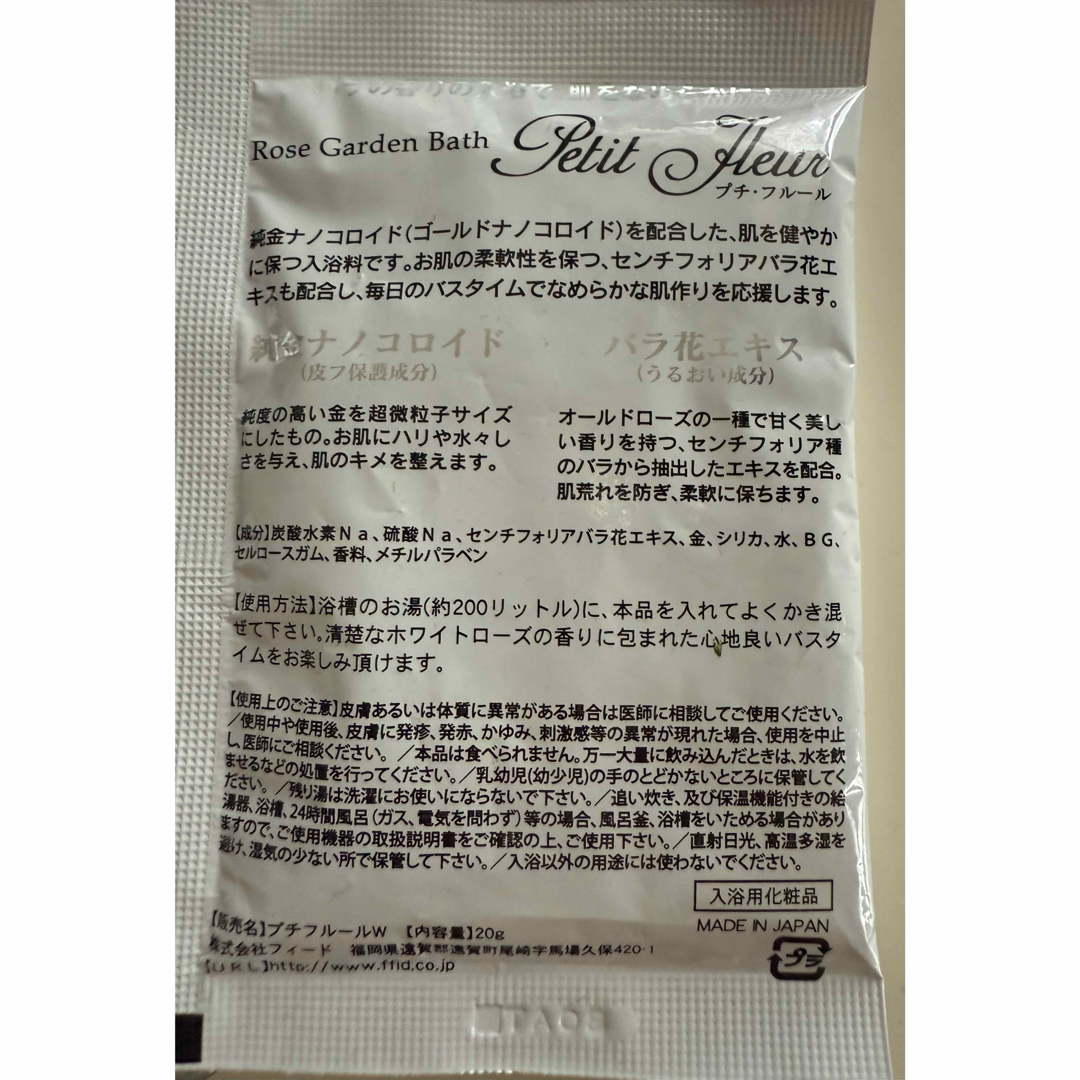 Rose Garden Bath Petit Fleur
プチ・フルール
純金ナノコロイド(ゴールドナノコロイド)を配合した、肌を健やか
に保つ入浴料です。お肌の柔軟性を保つ、センチフォリアバラ花エ
キスも配合し、毎日のバスタイムでなめらかな肌作りを応援します。
純金ナノコロイド
(皮フ保護成分)
純度の高い金を超微粒子サイズ
にしたもの。お肌にハリや水々し
さを与え、肌のキメを整えます。
バラ花エキス
(うるおい成分)
オールドローズの一種で甘く美し
い香りを持つ、センチフォリア種
のバラから抽出したエキスを配合。
肌荒れを防ぎ、柔軟に保ちます。
【成分】炭酸水素Ｎａ、硫酸Ｎａ、センチフォリアバラ花エキス、金、シリカ、水、ＢＧ、
セルロースガム、香料、メチルパラベン
【使用方法】浴槽のお湯(約200リットル)に、本品を入れてよくかき混
ぜて下さい。清楚なホワイトローズの香りに包まれた心地良いバスタ
イムをお楽しみ頂けます。
【使用上のご注意】皮膚あるいは体質に異常がある場合は医師に相談してご使用ください。
／使用中や使用後、皮膚に発疹、発赤、かゆみ、刺激感等の異常が現れた場合、使用を中止
し、医師にご相談ください。／本品は食べられません。万一大量に飲み込んだときは、水を飲
ませるなどの処置を行ってください。／乳幼児(幼少児)の手のとどかないところに保管してく
ださい。／残り湯は洗濯にお使いにならないで下さい。／追い炊き、及び保温機能付きの給
湯器、浴槽、24時間風呂(ガス、電気を問わず)等の場合、風呂釜、浴槽をいためる場合があり
ますので、ご使用機器の取扱説明書をご確認の上、ご使用下さい。／直射日光、高温多湿を
避け、湿気の少ない所で保管して下さい。／入浴以外の用途には使わないでください。
入浴用化粧品
MADE IN JAPAN
【販売名】プチフルールW 【内容量】20g
株式会社フィード 福岡県遠賀郡遠賀町尾崎字馬場久保420-1
【URL】http://www.ffid.co.jp
プラ